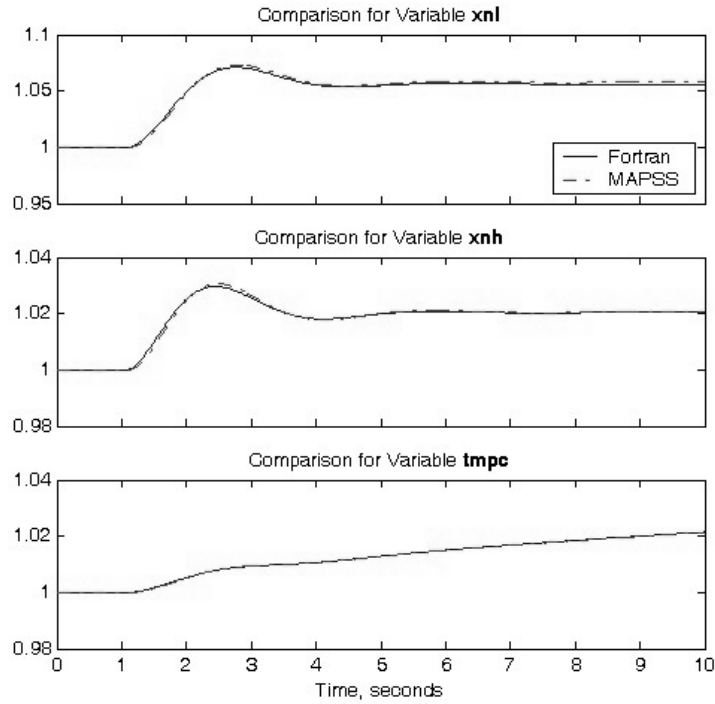 Comparison for Variable xnl
1.1
1.05
1
0.95
Fortran
MAPSS
Comparison for Variable xnh
1.04
1.02
1
0.98
Comparison for Variable tmpc
1.04
1.02
1
0.98
0 1 2 3 4 5 6 7 8 9 10
Time, seconds